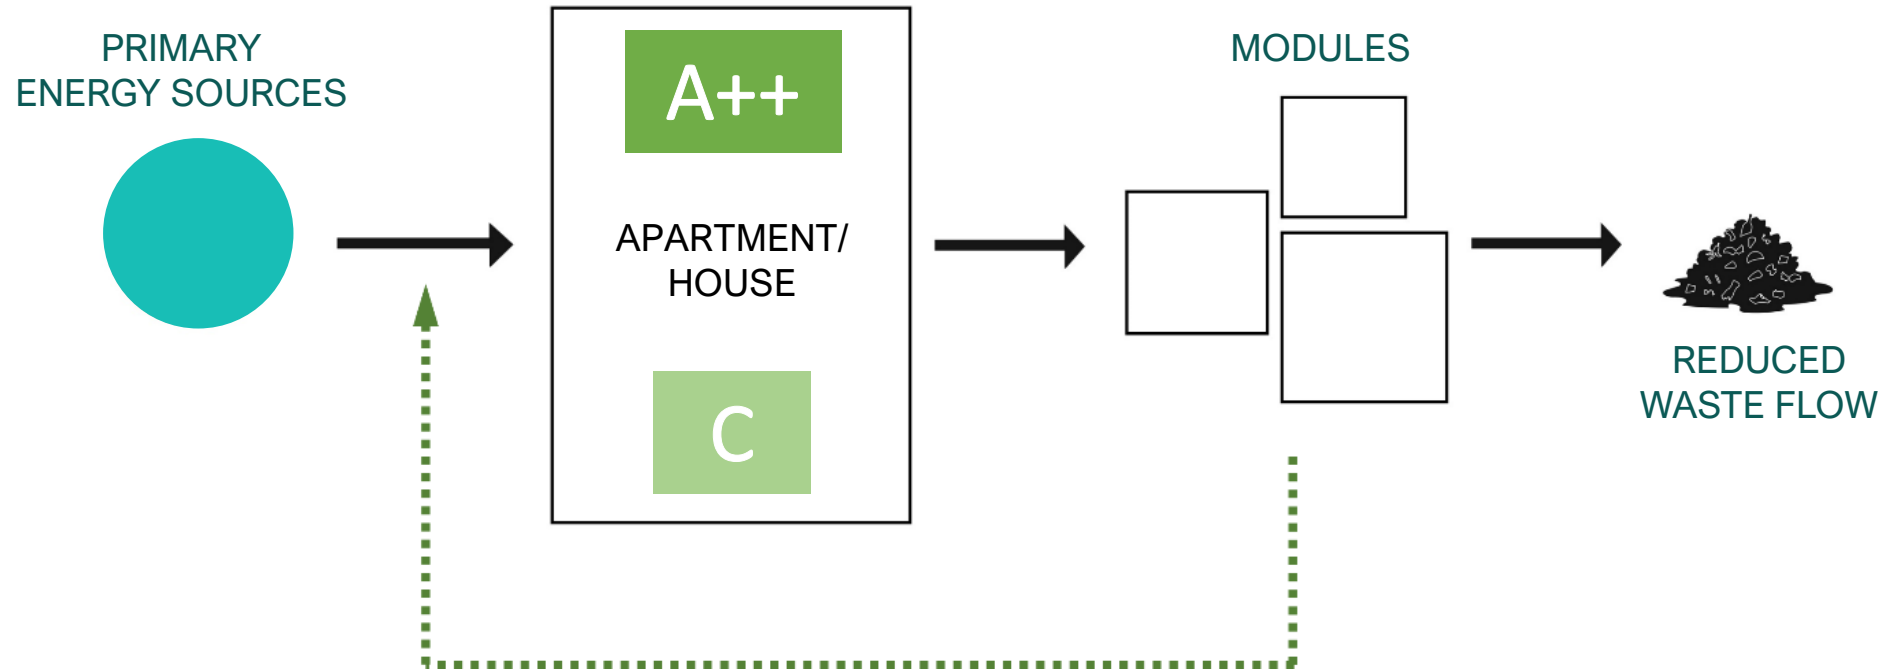 PRIMARY
ENERGY SOURCES
A++
APARTMENT/
HOUSE
C
MODULES
REDUCED
WASTE FLOW